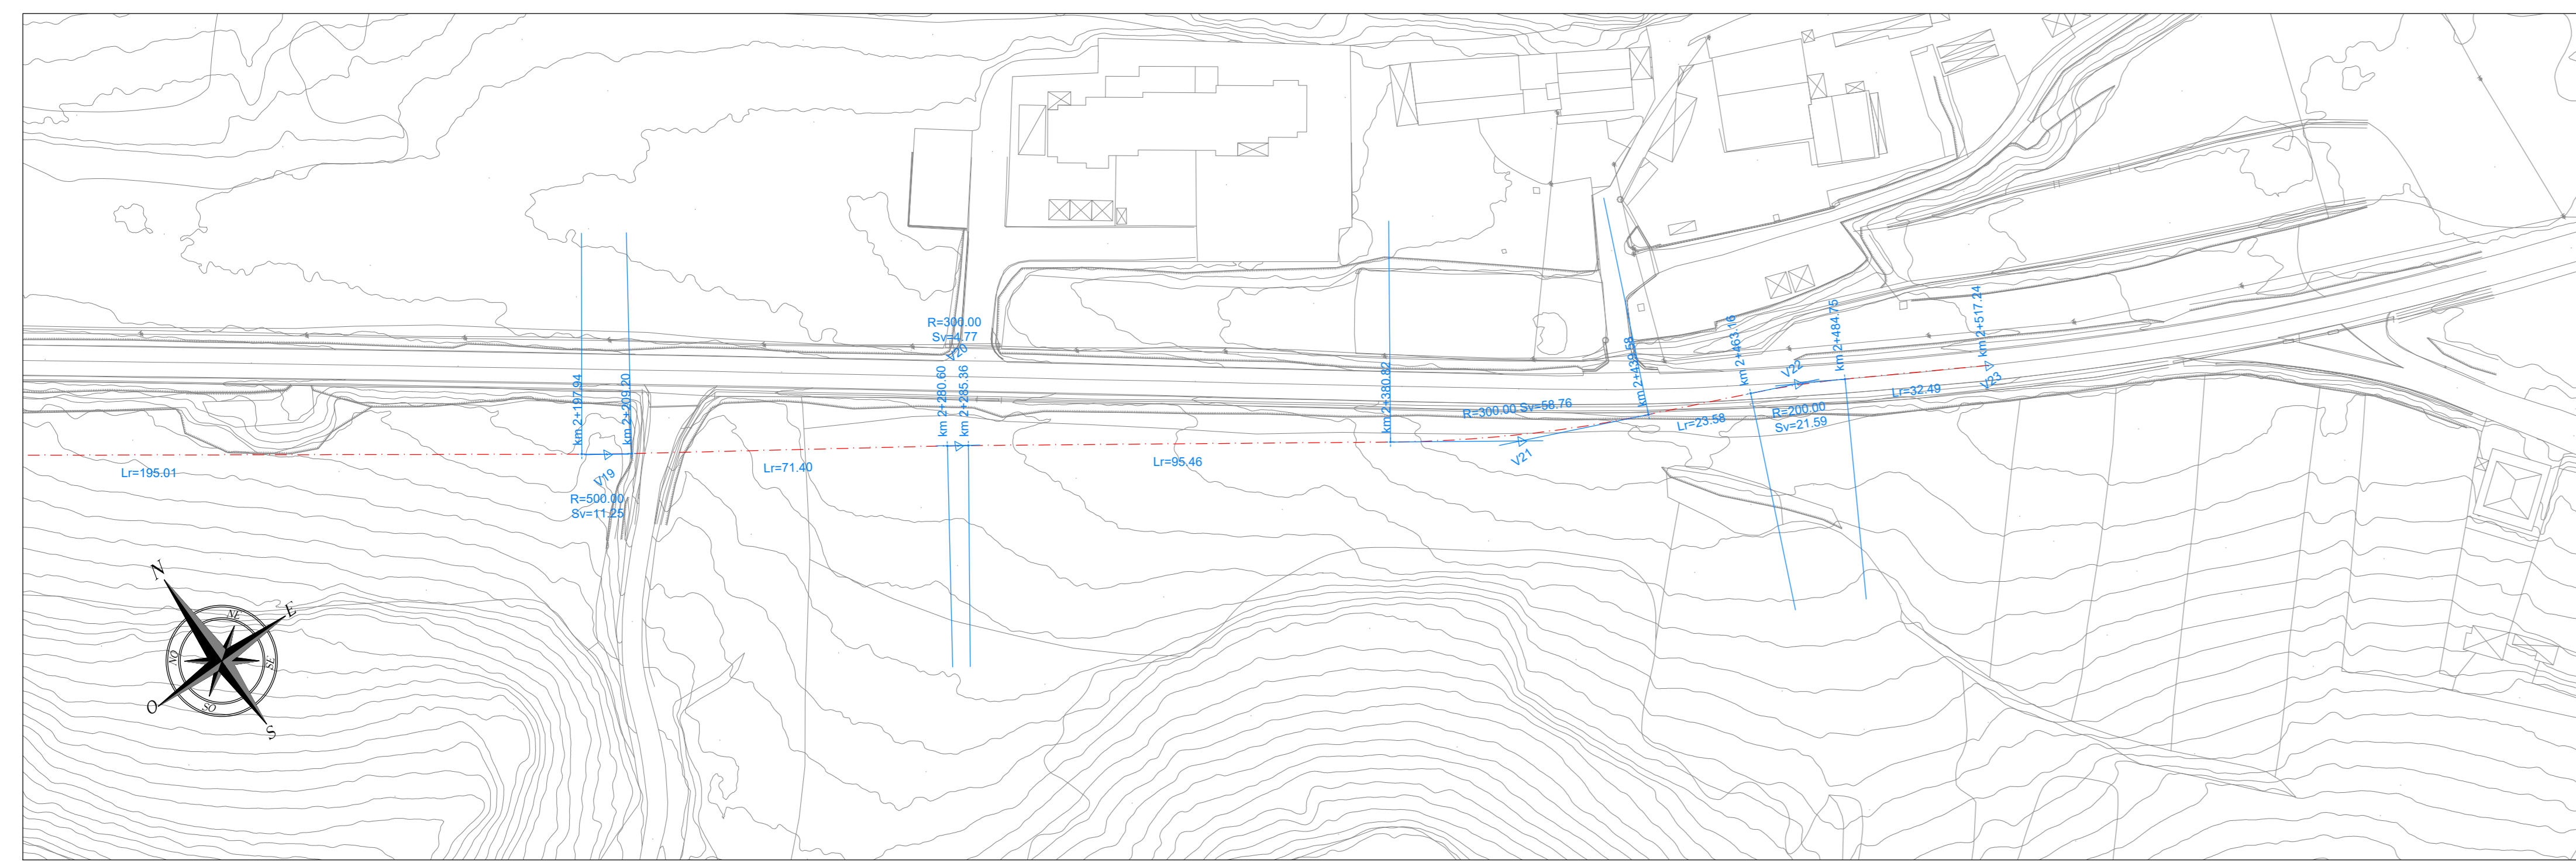 Lr=195.01
km 2+197.94
km 2+209.20
V19
R=500.00
Sv=11.25
Lr=71.40
R=300.00
Sv=4.77
V20
km 2+280.60
km 2+285.36
Lr=95.46
km 2+380.82
R=300.00 Sv=58.76
V21
km 2+439.58
Lr=23.58
km 2+463.16
V22
R=200.00
Sv=21.59
km 2+484.75
Lr=32.49
km 2+517.24
V23
N
NE
E
SE
S
SO
O
NO